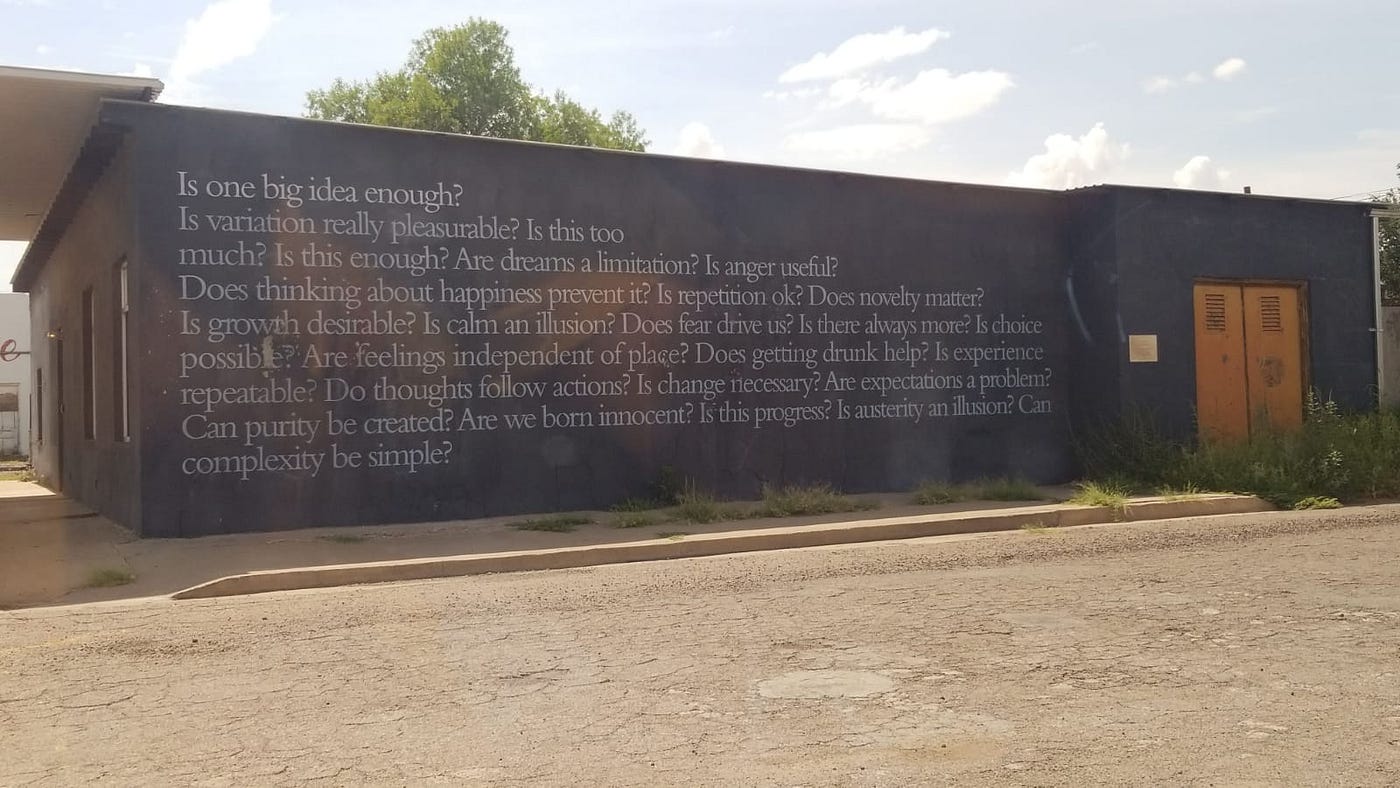 Is one big idea enough?
Is variation really pleasurable? Is this too
much? Is this enough? Are dreams a limitation? Is anger useful?
Does thinking about happiness prevent it? Is repetition ok? Does novelty matter?
Is growth desirable? Is calm an illusion? Does fear drive us? Is there always more? Is choice
possible? Are feelings independent of place? Does getting drunk help? Is experience
repeatable? Do thoughts follow actions? Is change necessary? Are expectations a problem?
Can purity be created? Are we born innocent? Is this progress? Is austerity an illusion? Can
complexity be simple?